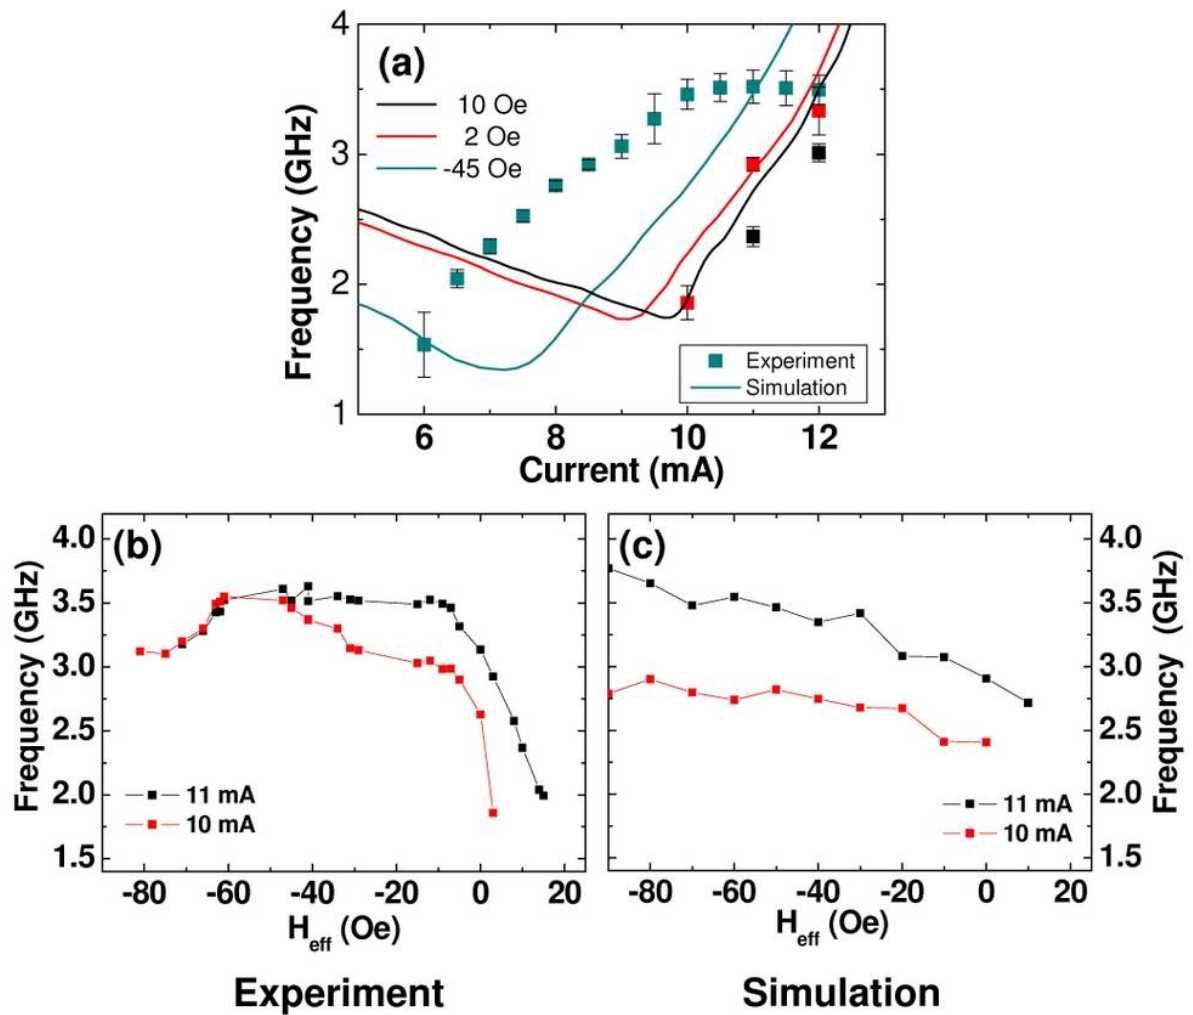 (a)
4
3
2
1
Frequency (GHz)
10 Oe
2 Oe
-45 Oe
Experiment
Simulation
6 8 10 12
Current (mA)
(b)
4.0
3.5
3.0
2.5
2.0
1.5
Frequency (GHz)
11 mA
10 mA
-80 -60 -40 -20 0 20
Heff (Oe)
(c)
4.0
3.5
3.0
2.5
2.0
1.5
Frequency (GHz)
11 mA
10 mA
-80 -60 -40 -20 0 20
Heff (Oe)
Experiment
Simulation